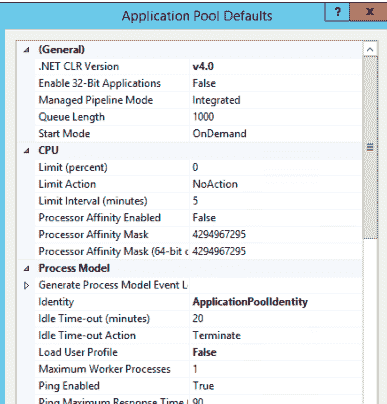 Application Pool Defaults
? x
(General)
.NET CLR Version v4.0
Enable 32-Bit Applications False
Managed Pipeline Mode Integrated
Queue Length 1000
Start Mode OnDemand
CPU
Limit (percent) 0
Limit Action NoAction
Limit Interval (minutes) 5
Processor Affinity Enabled False
Processor Affinity Mask 4294967295
Processor Affinity Mask (64-bit c 4294967295
Process Model
Generate Process Model Event L
Identity ApplicationPoolIdentity
Idle Time-out (minutes) 20
Idle Time-out Action Terminate
Load User Profile False
Maximum Worker Processes 1
Ping Enabled True
Ping Maximum Response Time ( 90